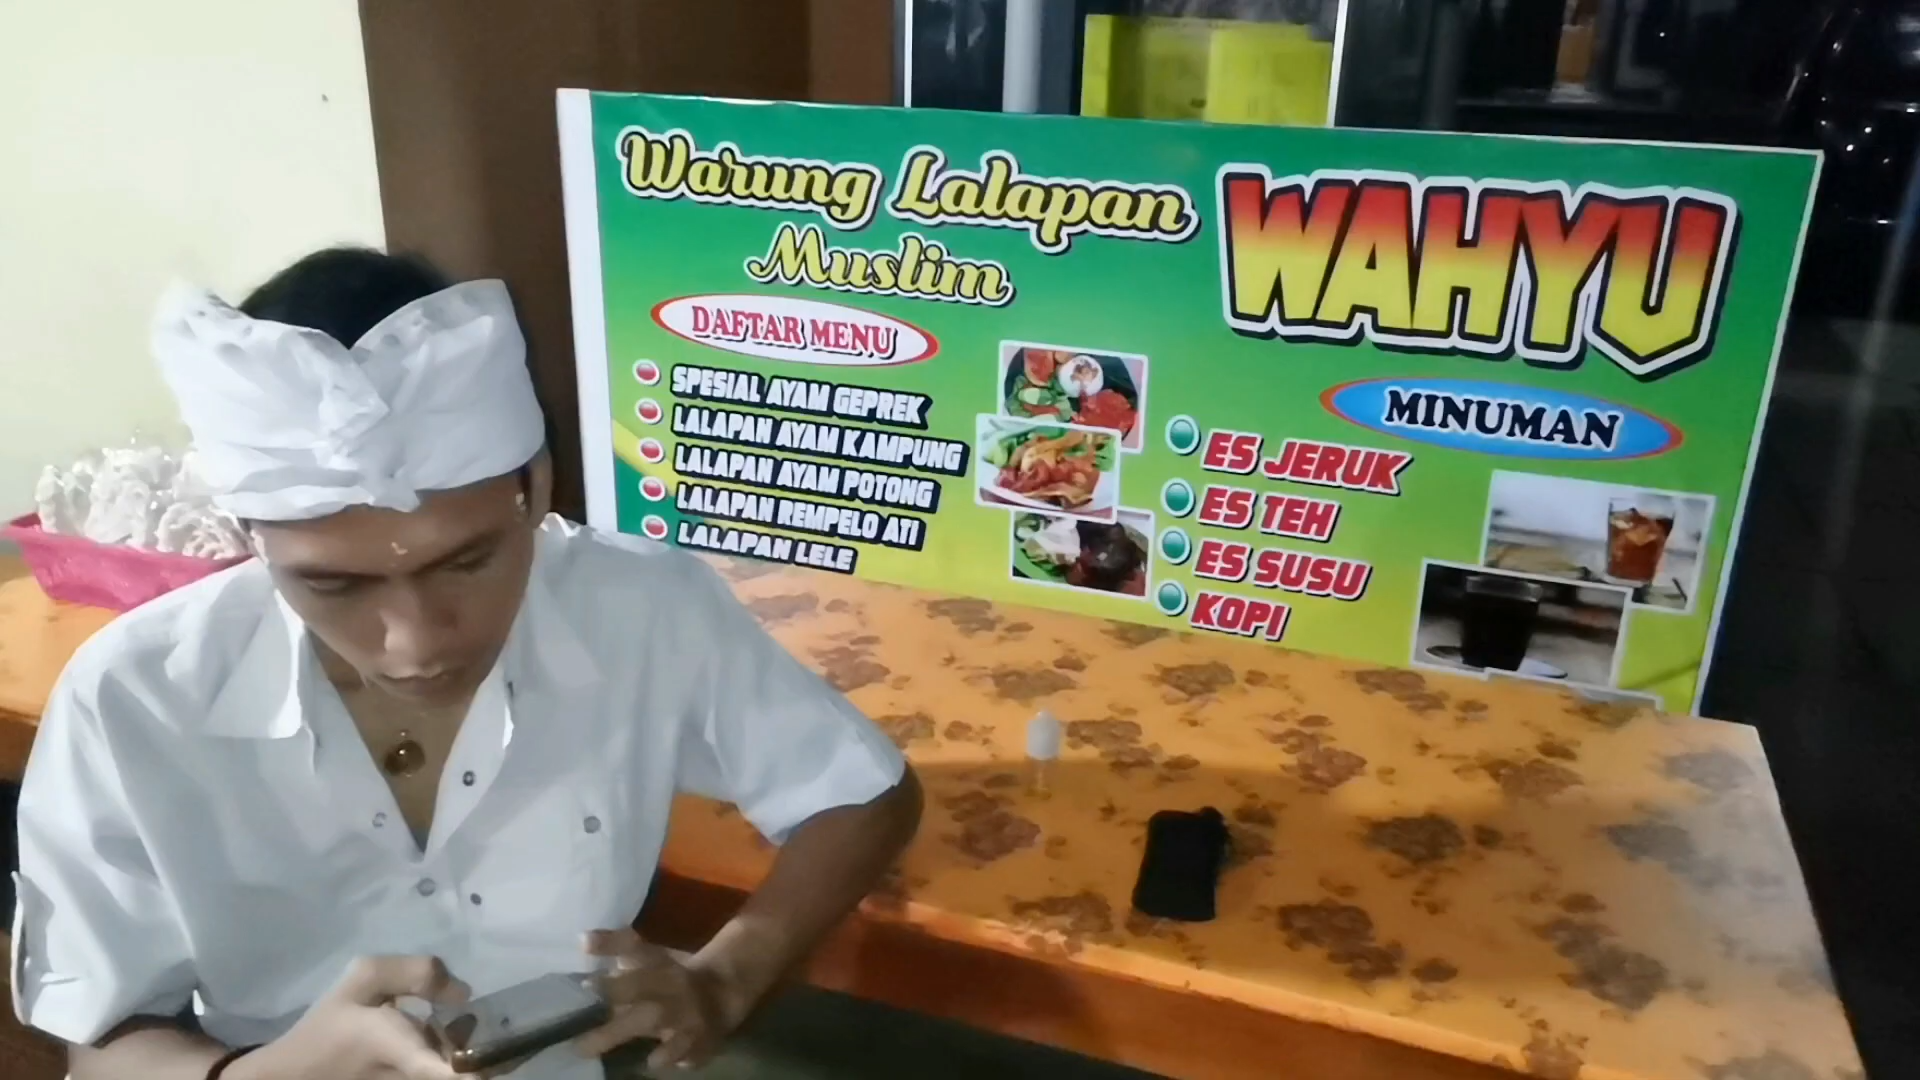 Warung Lalapan
Muslim
WAHYU
DAFTAR MENU
SPESIAL AYAM GEPREK
LALAPAN AYAM KAMPUNG
LALAPAN AYAM POTONG
LALAPAN REMPELO ATI
LALAPAN LELE
MINUMAN
ES JERUK
ES TEH
ES SUSU
KOPI